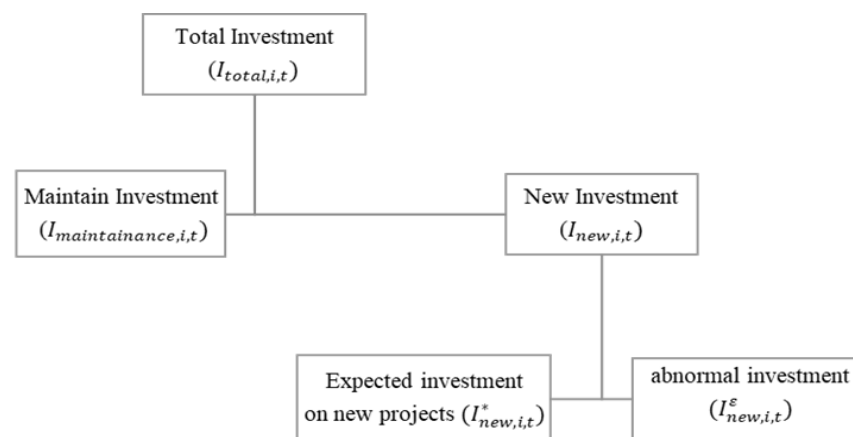 Total Investment
(I_{total,i,t})
Maintain Investment
(I_{maintainance,i,t})
New Investment
(I_{new,i,t})
Expected investment
on new projects (I^{*}_{new,i,t})
abnormal investment
(I^{ε}_{new,i,t})